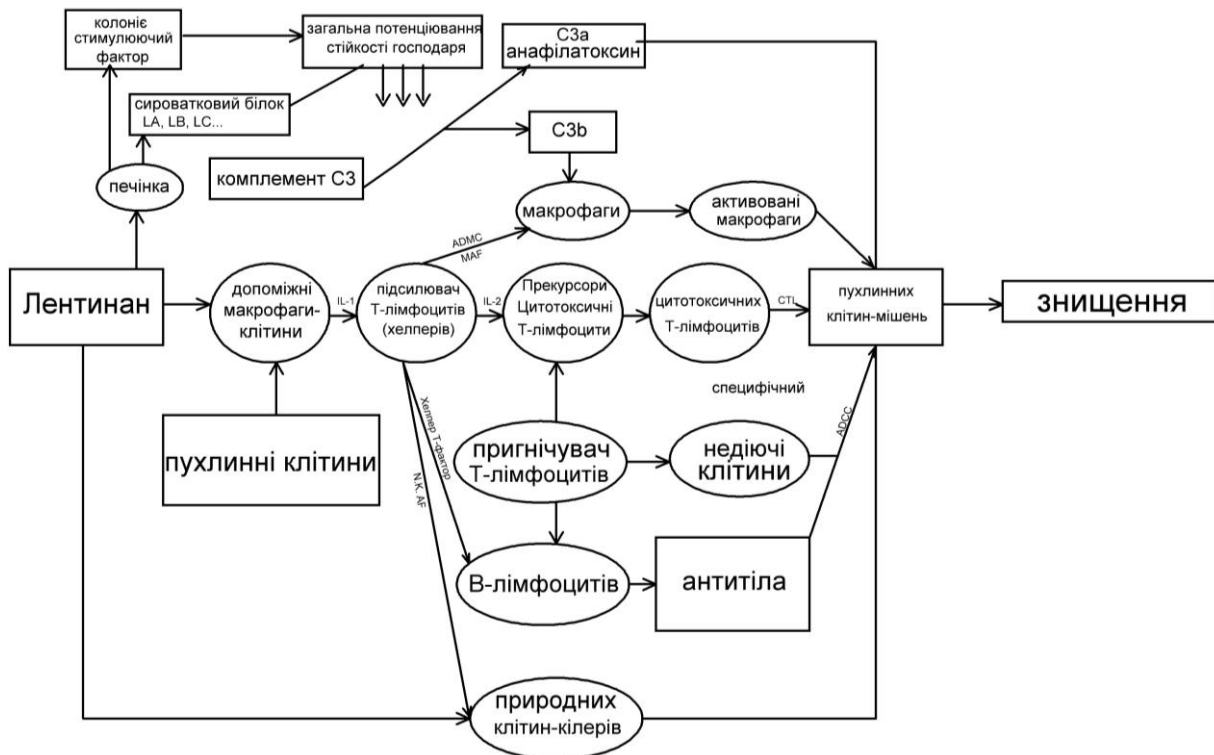 колоніє
стимулюючий
фактор
загальна потенціювання
стійкості господаря
С3а
анафілатоксин
сироватковий білок
LA, LB, LC...
С3b
печінка
комплемент С3
макрофаги
активовані
макрофаги
ADMC
MAF
Лентинан
допоміжні
макрофаги-
клітини
IL-1
підсилювач
Т-лімфоцитів
(хелперів)
IL-2
Прекурсори
Цитотоксичні
Т-лімфоцити
цитотоксичних
Т-лімфоцитів
CTL
пухлинних
клітин-мішень
знищення
специфічний
Хелпер Т-фактор
N.K. AF
ADCC
пухлинні клітини
пригнічувач
Т-лімфоцитів
недіючі
клітини
В-лімфоцитів
антитіла
природних
клітин-кілерів